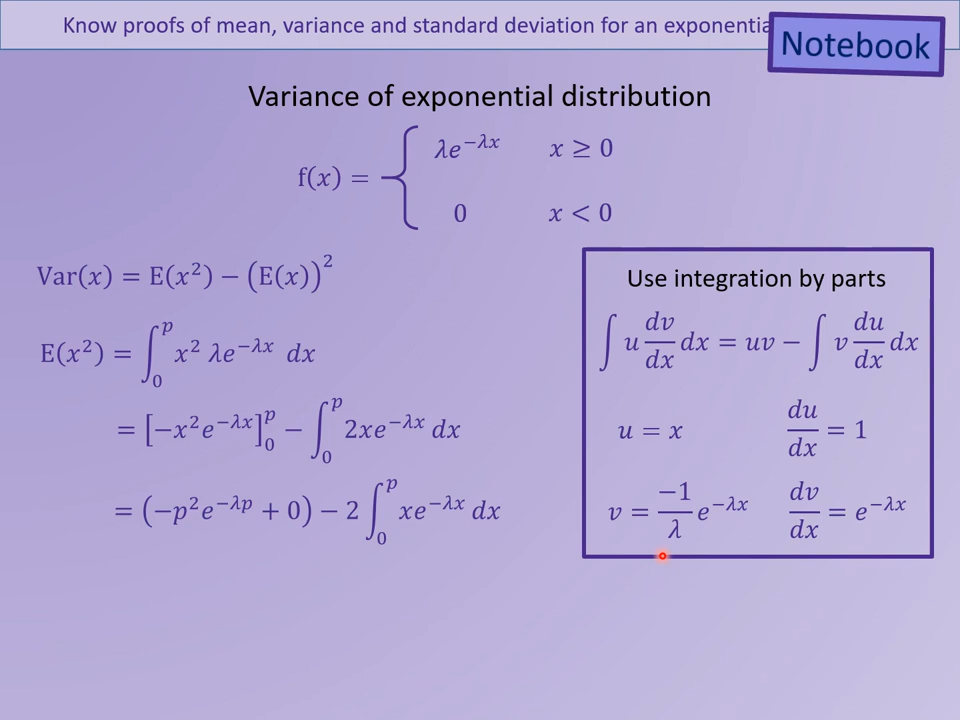 Know proofs of mean, variance and standard deviation for an exponentia
Notebook
Variance of exponential distribution
f(x) = { λe^{−λx} x ≥ 0
0 x < 0
Var(x) = E(x²) − (E(x))²
E(x²) = ∫₀^p x² λe^{−λx} dx
= [−x²e^{−λx}]₀^p − ∫₀^p 2xe^{−λx} dx
= (−p²e^{−λp} + 0) − 2 ∫₀^p xe^{−λx} dx
Use integration by parts
∫ u dv/dx dx = uv − ∫ v du/dx dx
u = x du/dx = 1
v = −1/λ e^{−λx} dv/dx = e^{−λx}